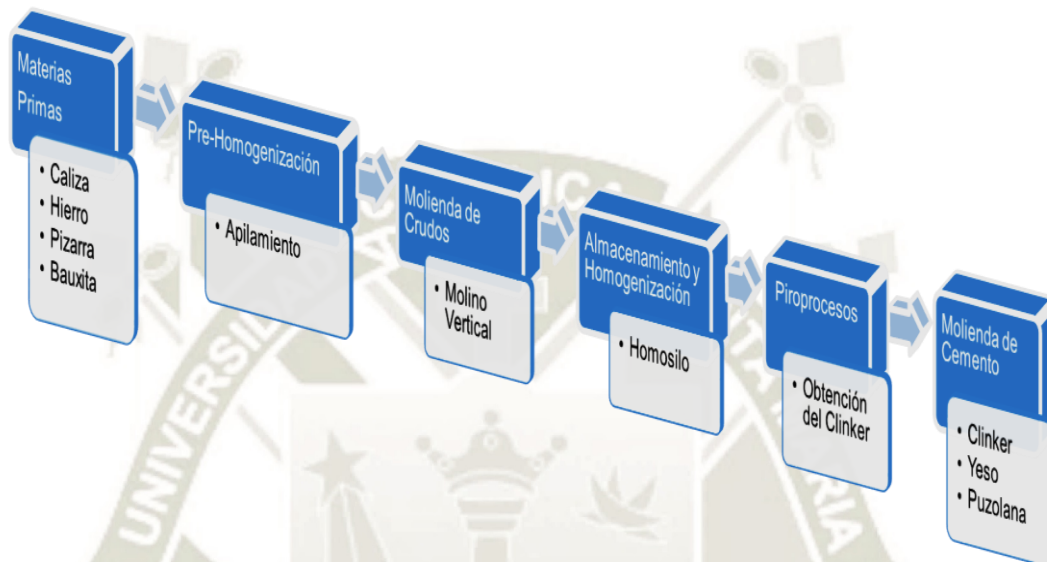 Materias
Primas
• Caliza
• Hierro
• Pizarra
• Bauxita
Pre-Homogenización
• Apilamiento
Molienda de
Crudos
• Molino
Vertical
Almacenamiento y
Homogenización
• Homosilo
Piroprocesos
• Obtención
del Clinker
Molienda de
Cemento
• Clinker
• Yeso
• Puzolana